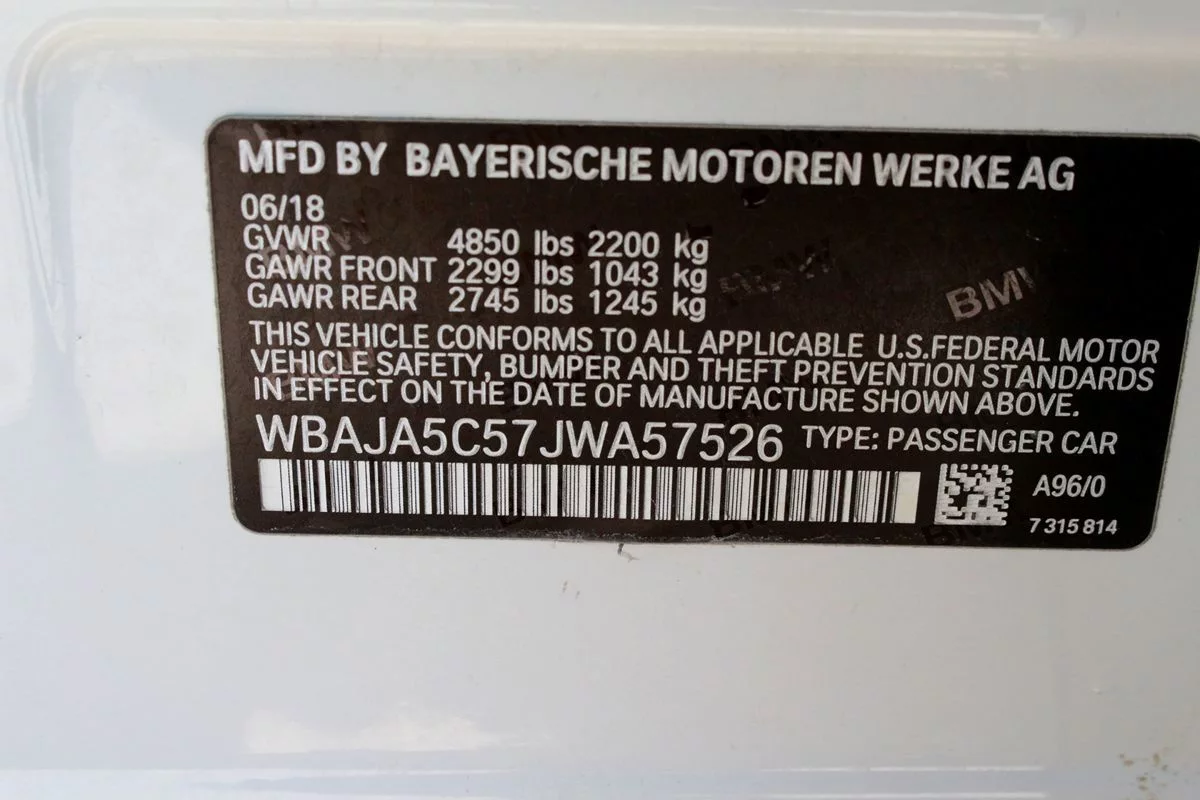 MFD BY BAYERISCHE MOTOREN WERKE AG
06/18
GVWR 4850 lbs 2200 kg
GAWR FRONT 2299 lbs 1043 kg
GAWR REAR 2745 lbs 1245 kg
BMW
THIS VEHICLE CONFORMS TO ALL APPLICABLE U.S.FEDERAL MOTOR
VEHICLE SAFETY, BUMPER AND THEFT PREVENTION STANDARDS
IN EFFECT ON THE DATE OF MANUFACTURE SHOWN ABOVE.
WBAJA5C57JWA57526 TYPE: PASSENGER CAR
A96/0
7 315 814